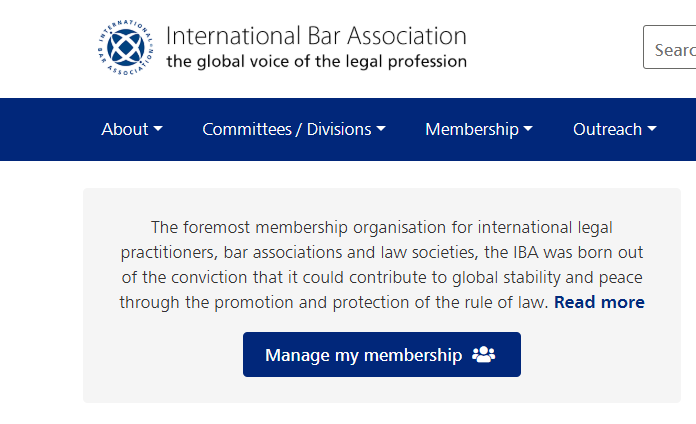 INTERNATIONAL BAR ASSOCIATION
International Bar Association
the global voice of the legal profession
Searc
About
Committees / Divisions
Membership
Outreach
The foremost membership organisation for international legal
practitioners, bar associations and law societies, the IBA was born out
of the conviction that it could contribute to global stability and peace
through the promotion and protection of the rule of law. Read more
Manage my membership